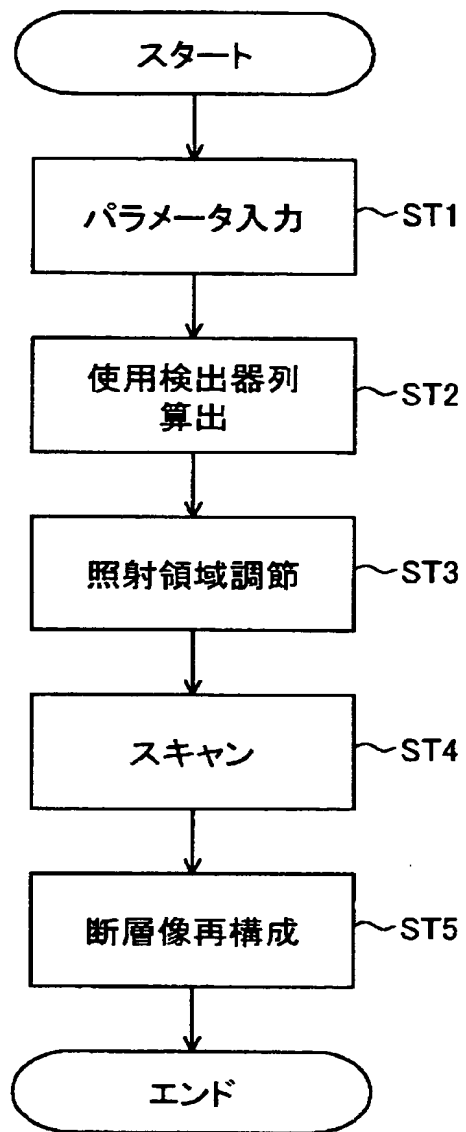 スタート
パラメータ入力
ST1
使用検出器列
算出
ST2
照射領域調節
ST3
スキャン
ST4
断層像再構成
ST5
エンド